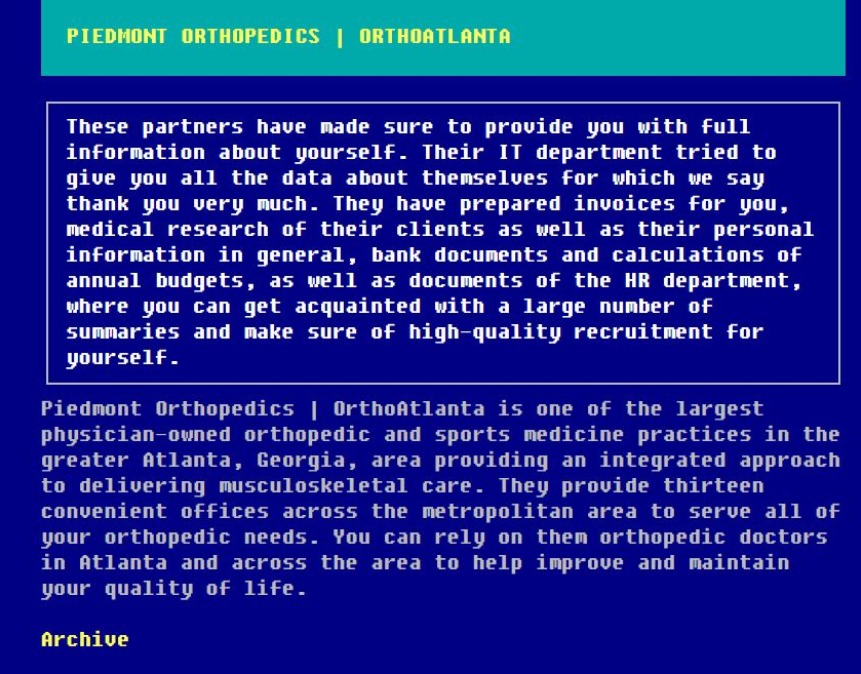 PIEDMONT ORTHOPEDICS | ORTHOATLANTA
These partners have made sure to provide you with full
information about yourself. Their IT department tried to
give you all the data about themselves for which we say
thank you very much. They have prepared invoices for you,
medical research of their clients as well as their personal
information in general, bank documents and calculations of
annual budgets, as well as documents of the HR department,
where you can get acquainted with a large number of
summaries and make sure of high-quality recruitment for
yourself.
Piedmont Orthopedics | OrthoAtlanta is one of the largest
physician-owned orthopedic and sports medicine practices in the
greater Atlanta, Georgia, area providing an integrated approach
to delivering musculoskeletal care. They provide thirteen
convenient offices across the metropolitan area to serve all of
your orthopedic needs. You can rely on them orthopedic doctors
in Atlanta and across the area to help improve and maintain
your quality of life.
Archive